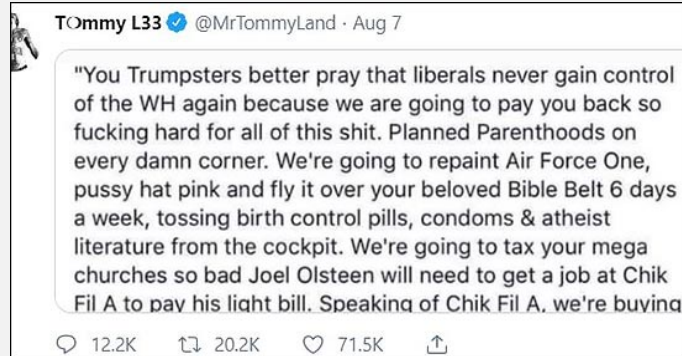 TOmmy L33 @MrTommyLand · Aug 7
"You Trumpsters better pray that liberals never gain control
of the WH again because we are going to pay you back so
fucking hard for all of this shit. Planned Parenthoods on
every damn corner. We're going to repaint Air Force One,
pussy hat pink and fly it over your beloved Bible Belt 6 days
a week, tossing birth control pills, condoms & atheist
literature from the cockpit. We're going to tax your mega
churches so bad Joel Olsteen will need to get a job at Chik
Fil A to pay his light bill. Speaking of Chik Fil A, we're buying
12.2K 20.2K 71.5K